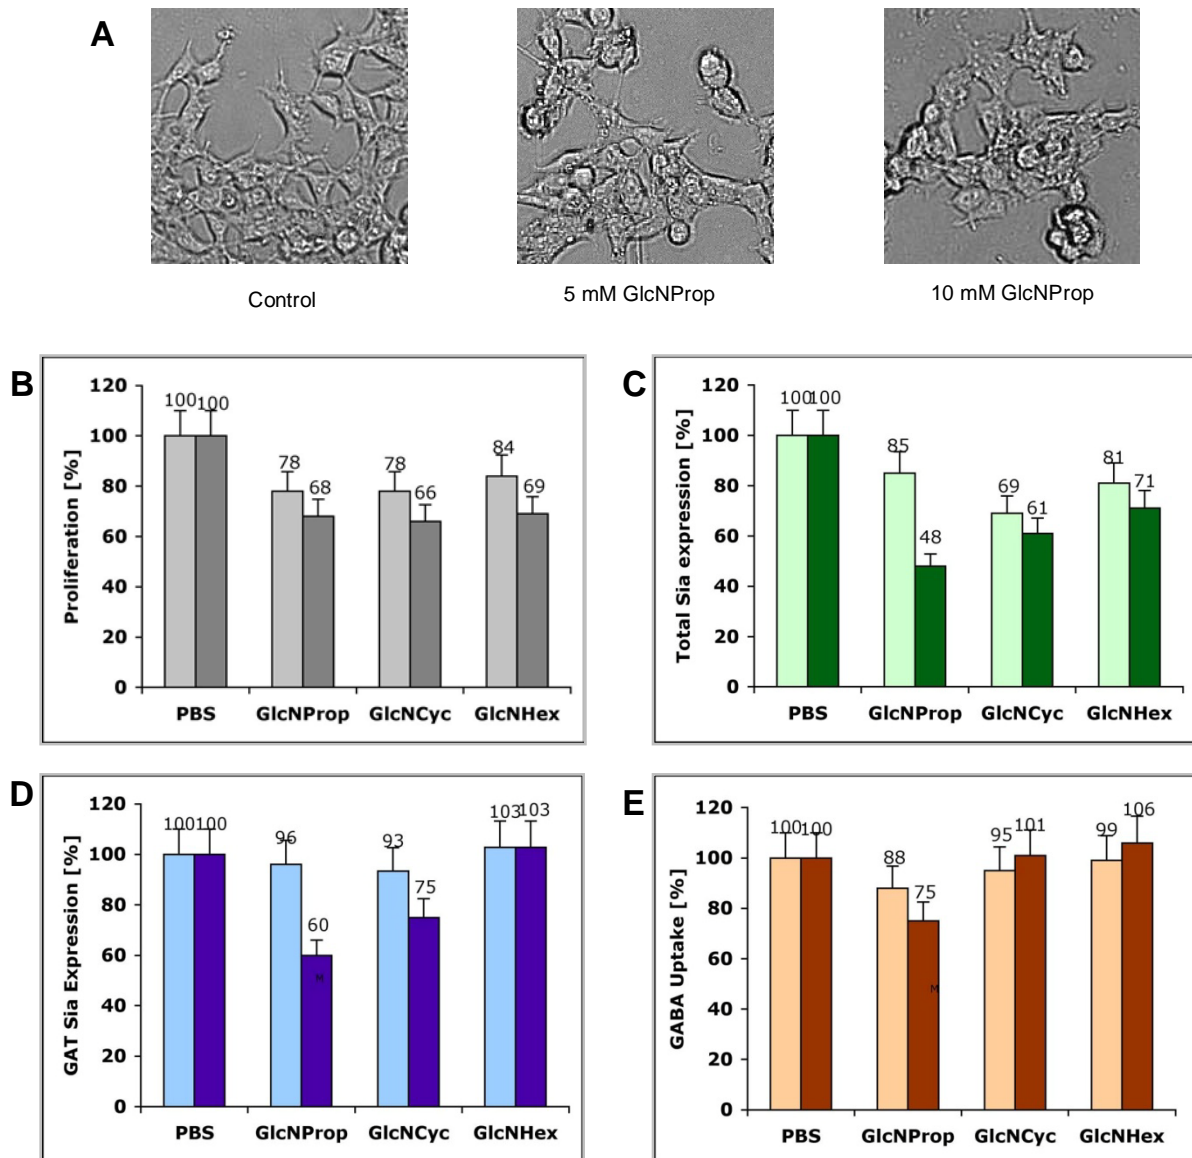 A
Control
5 mM GlcNProp
10 mM GlcNProp
B
Proliferation [%]
120
100
80
60
40
20
0
100 100
78 68
78 66
84 69
PBS GlcNProp GlcNCyc GlcNHex
C
Total Sia expression [%]
120
100
80
60
40
20
0
100 100
85 48
69 61
81 71
PBS GlcNProp GlcNCyc GlcNHex
D
GAT Sia Expression [%]
120
100
80
60
40
20
0
100 100
96 60
93 75
103 103
M
PBS GlcNProp GlcNCyc GlcNHex
E
GABA Uptake [%]
120
100
80
60
40
20
0
100 100
88 75
95 101
99 106
M
PBS GlcNProp GlcNCyc GlcNHex